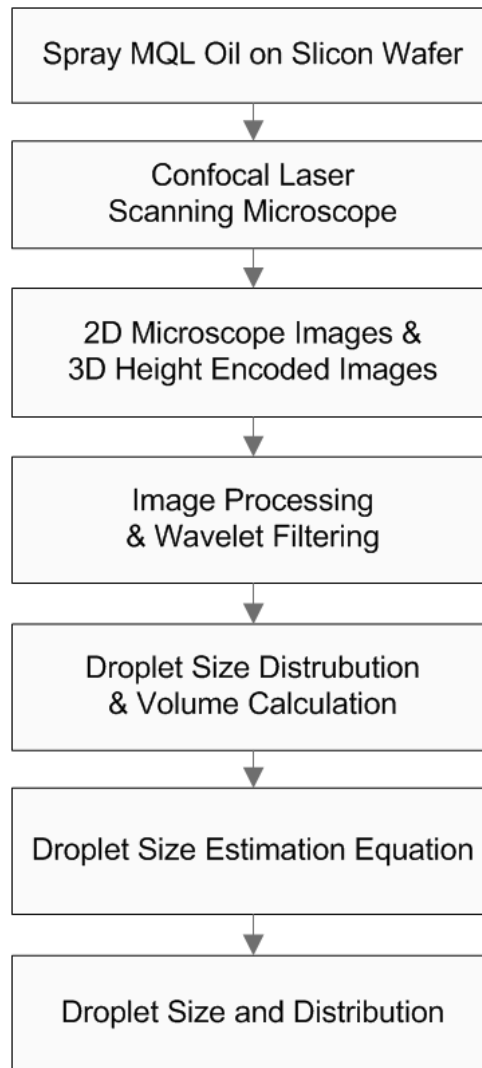 Spray MQL Oil on Slicon Wafer
Confocal Laser
Scanning Microscope
2D Microscope Images &
3D Height Encoded Images
Image Processing
& Wavelet Filtering
Droplet Size Distrubution
& Volume Calculation
Droplet Size Estimation Equation
Droplet Size and Distribution